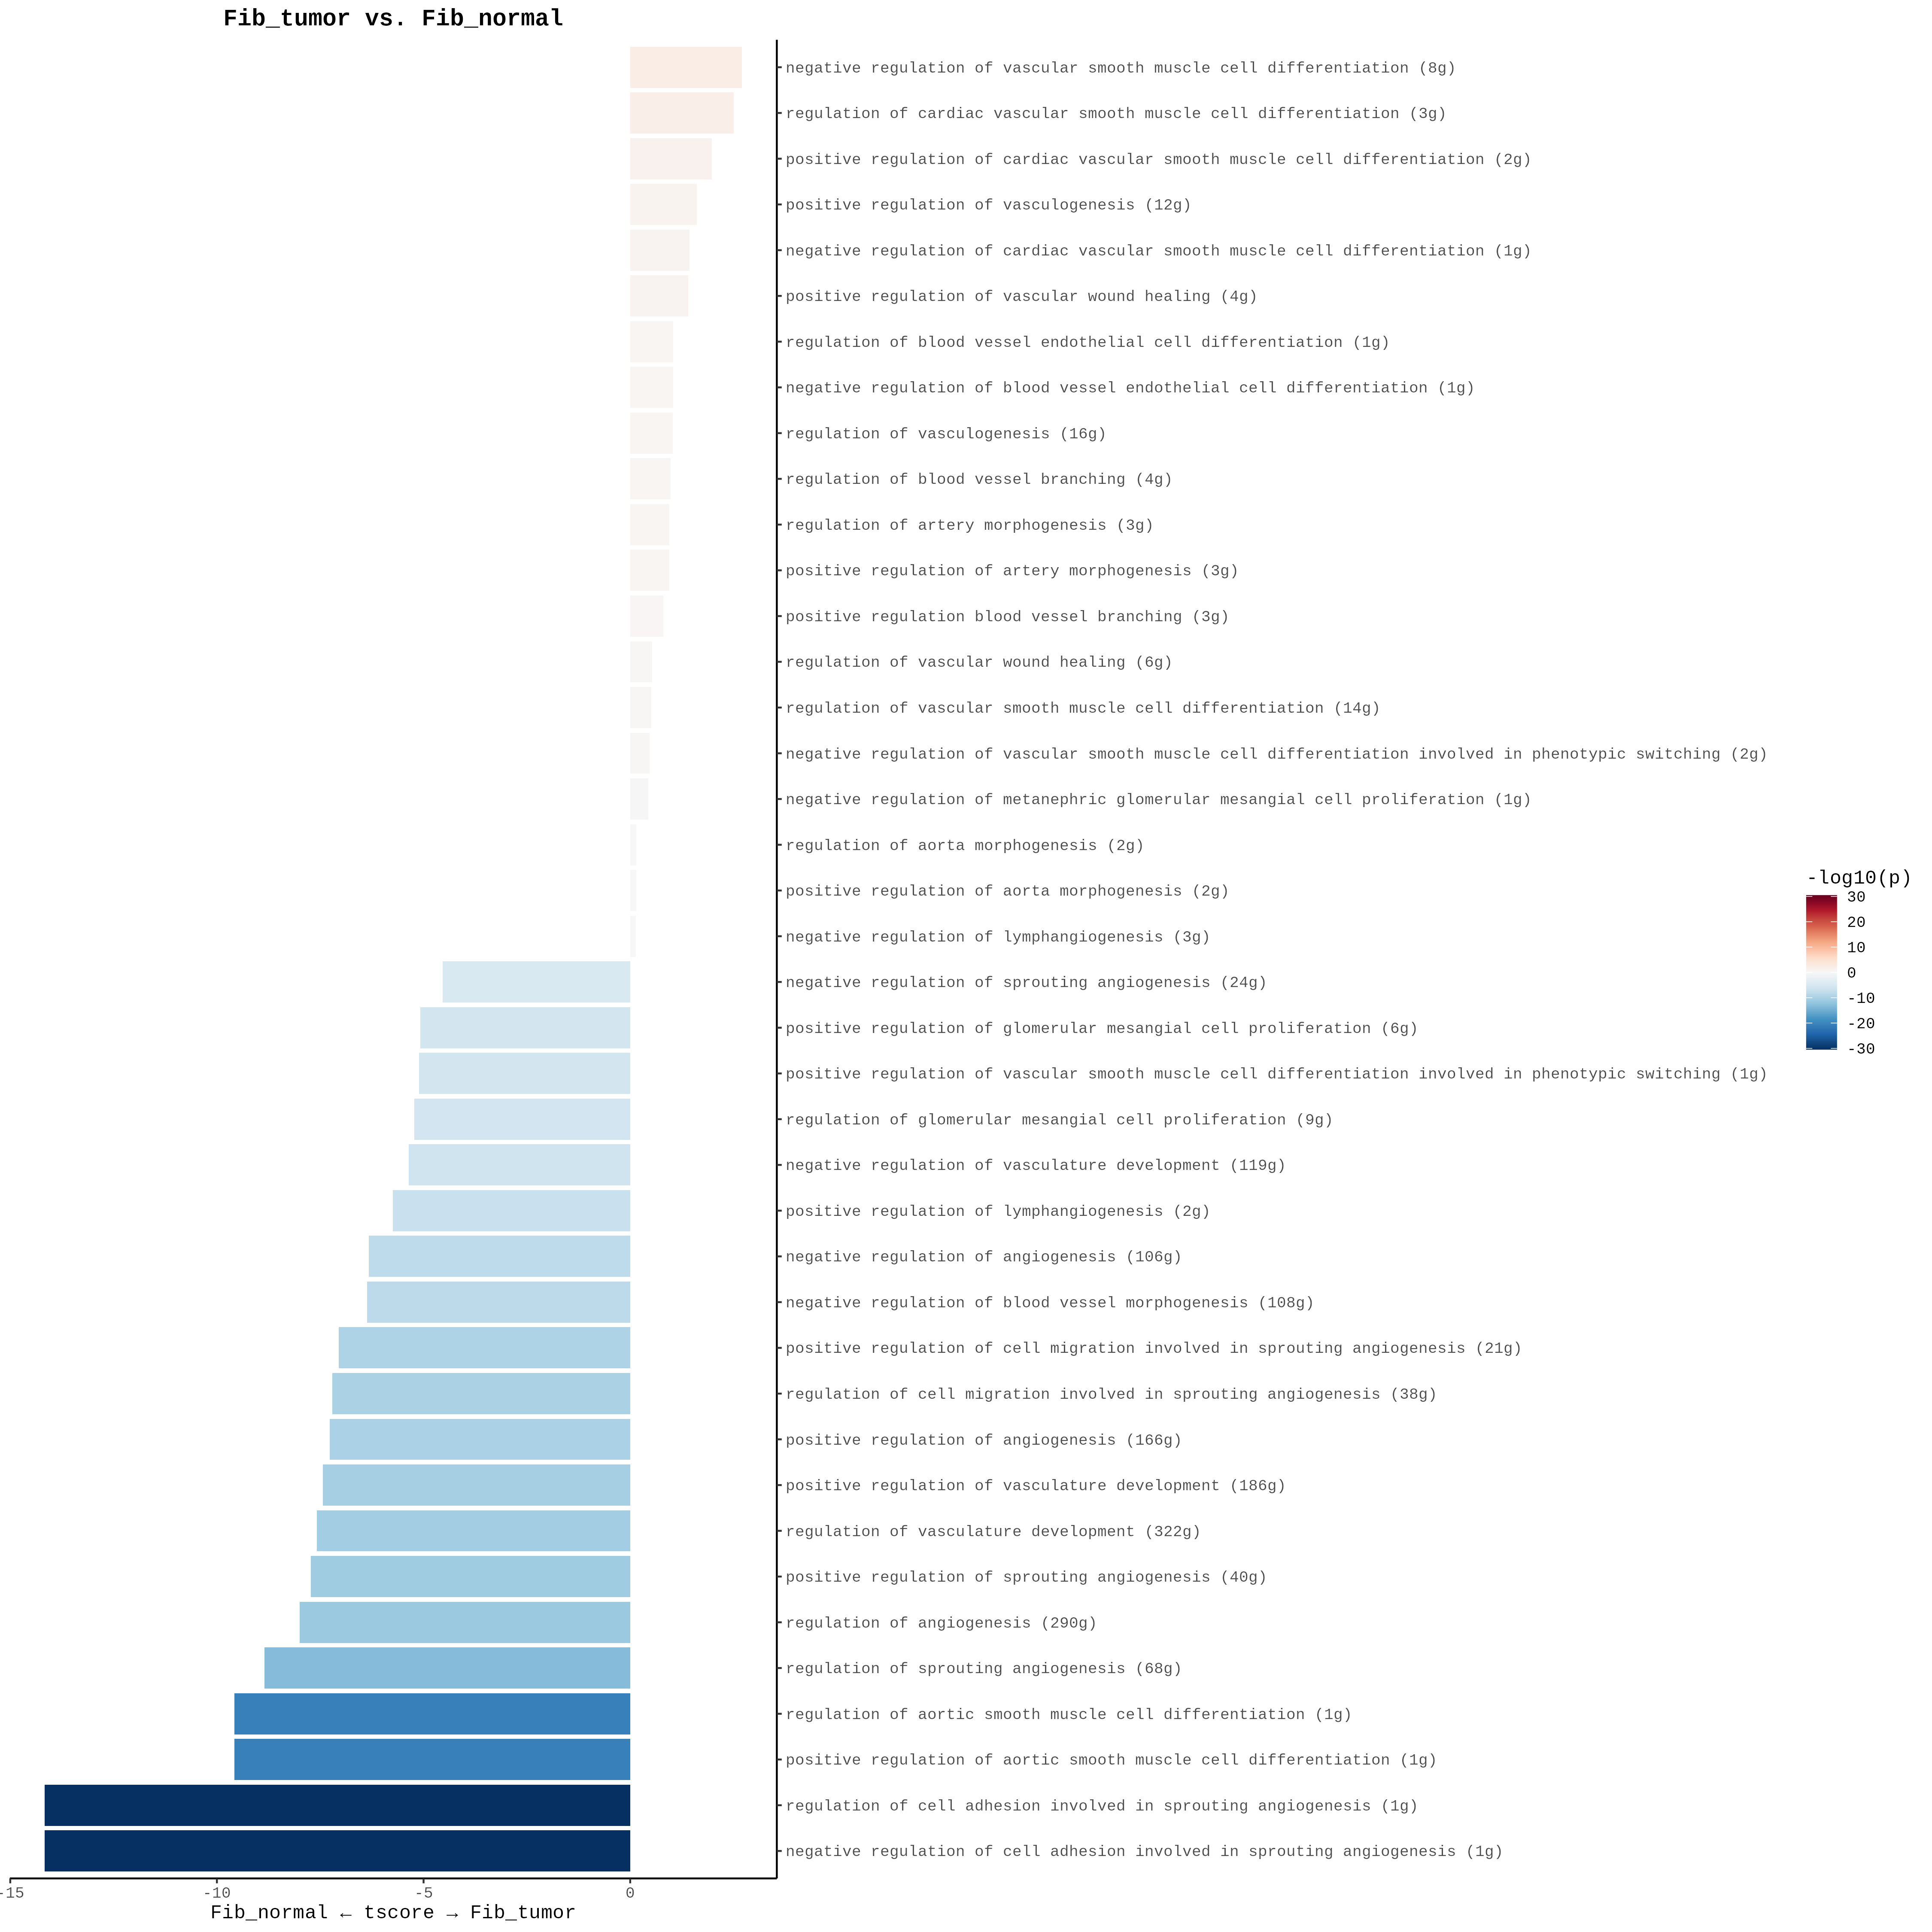 Fib_tumor vs. Fib_normal
negative regulation of vascular smooth muscle cell differentiation (8g)
regulation of cardiac vascular smooth muscle cell differentiation (3g)
positive regulation of cardiac vascular smooth muscle cell differentiation (2g)
positive regulation of vasculogenesis (12g)
negative regulation of cardiac vascular smooth muscle cell differentiation (1g)
positive regulation of vascular wound healing (4g)
regulation of blood vessel endothelial cell differentiation (1g)
negative regulation of blood vessel endothelial cell differentiation (1g)
regulation of vasculogenesis (16g)
regulation of blood vessel branching (4g)
regulation of artery morphogenesis (3g)
positive regulation of artery morphogenesis (3g)
positive regulation blood vessel branching (3g)
regulation of vascular wound healing (6g)
regulation of vascular smooth muscle cell differentiation (14g)
negative regulation of vascular smooth muscle cell differentiation involved in phenotypic switching (2g)
negative regulation of metanephric glomerular mesangial cell proliferation (1g)
regulation of aorta morphogenesis (2g)
positive regulation of aorta morphogenesis (2g)
negative regulation of lymphangiogenesis (3g)
negative regulation of sprouting angiogenesis (24g)
positive regulation of glomerular mesangial cell proliferation (6g)
positive regulation of vascular smooth muscle cell differentiation involved in phenotypic switching (1g)
regulation of glomerular mesangial cell proliferation (9g)
negative regulation of vasculature development (119g)
positive regulation of lymphangiogenesis (2g)
negative regulation of angiogenesis (106g)
negative regulation of blood vessel morphogenesis (108g)
positive regulation of cell migration involved in sprouting angiogenesis (21g)
regulation of cell migration involved in sprouting angiogenesis (38g)
positive regulation of angiogenesis (166g)
positive regulation of vasculature development (186g)
regulation of vasculature development (322g)
positive regulation of sprouting angiogenesis (40g)
regulation of angiogenesis (290g)
regulation of sprouting angiogenesis (68g)
regulation of aortic smooth muscle cell differentiation (1g)
positive regulation of aortic smooth muscle cell differentiation (1g)
regulation of cell adhesion involved in sprouting angiogenesis (1g)
negative regulation of cell adhesion involved in sprouting angiogenesis (1g)
-15 -10 -5 0
Fib_normal ← tscore → Fib_tumor
-log10(p)
30
20
10
0
-10
-20
-30